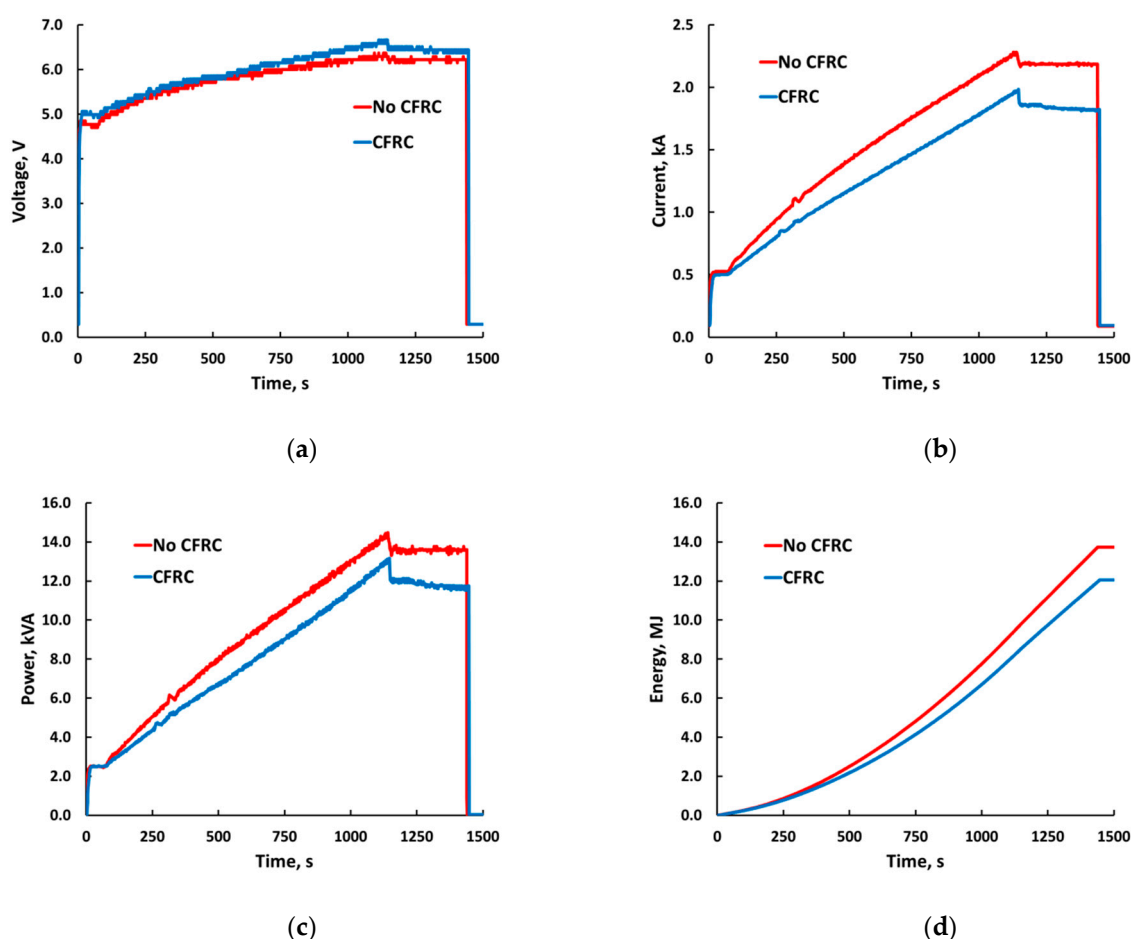 7.0
6.0
5.0
4.0
3.0
2.0
1.0
0.0
Voltage, V
No CFRC
CFRC
0 250 500 750 1000 1250 1500
Time, s
(a)
2.5
2.0
1.5
1.0
0.5
0.0
Current, kA
No CFRC
CFRC
0 250 500 750 1000 1250 1500
Time, s
(b)
16.0
14.0
12.0
10.0
8.0
6.0
4.0
2.0
0.0
Power, kVA
No CFRC
CFRC
0 250 500 750 1000 1250 1500
Time, s
(c)
16.0
14.0
12.0
10.0
8.0
6.0
4.0
2.0
0.0
Energy, MJ
No CFRC
CFRC
0 250 500 750 1000 1250 1500
Time, s
(d)